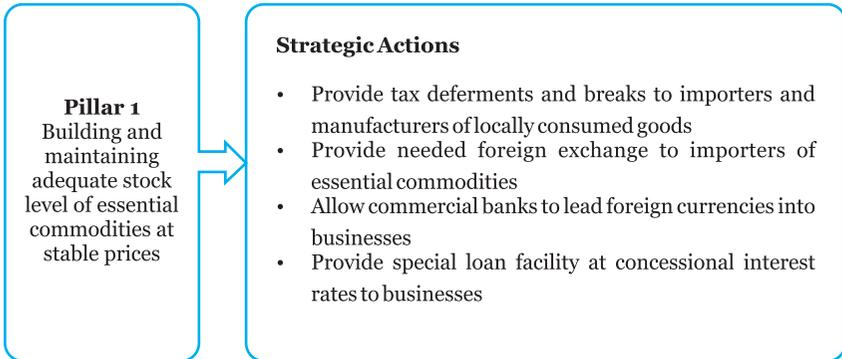 Pillar 1
Building and
maintaining
adequate stock
level of essential
commodities at
stable prices
Strategic Actions
• Provide tax deferments and breaks to importers and
manufacturers of locally consumed goods
• Provide needed foreign exchange to importers of
essential commodities
• Allow commercial banks to lead foreign currencies into
businesses
• Provide special loan facility at concessional interest
rates to businesses